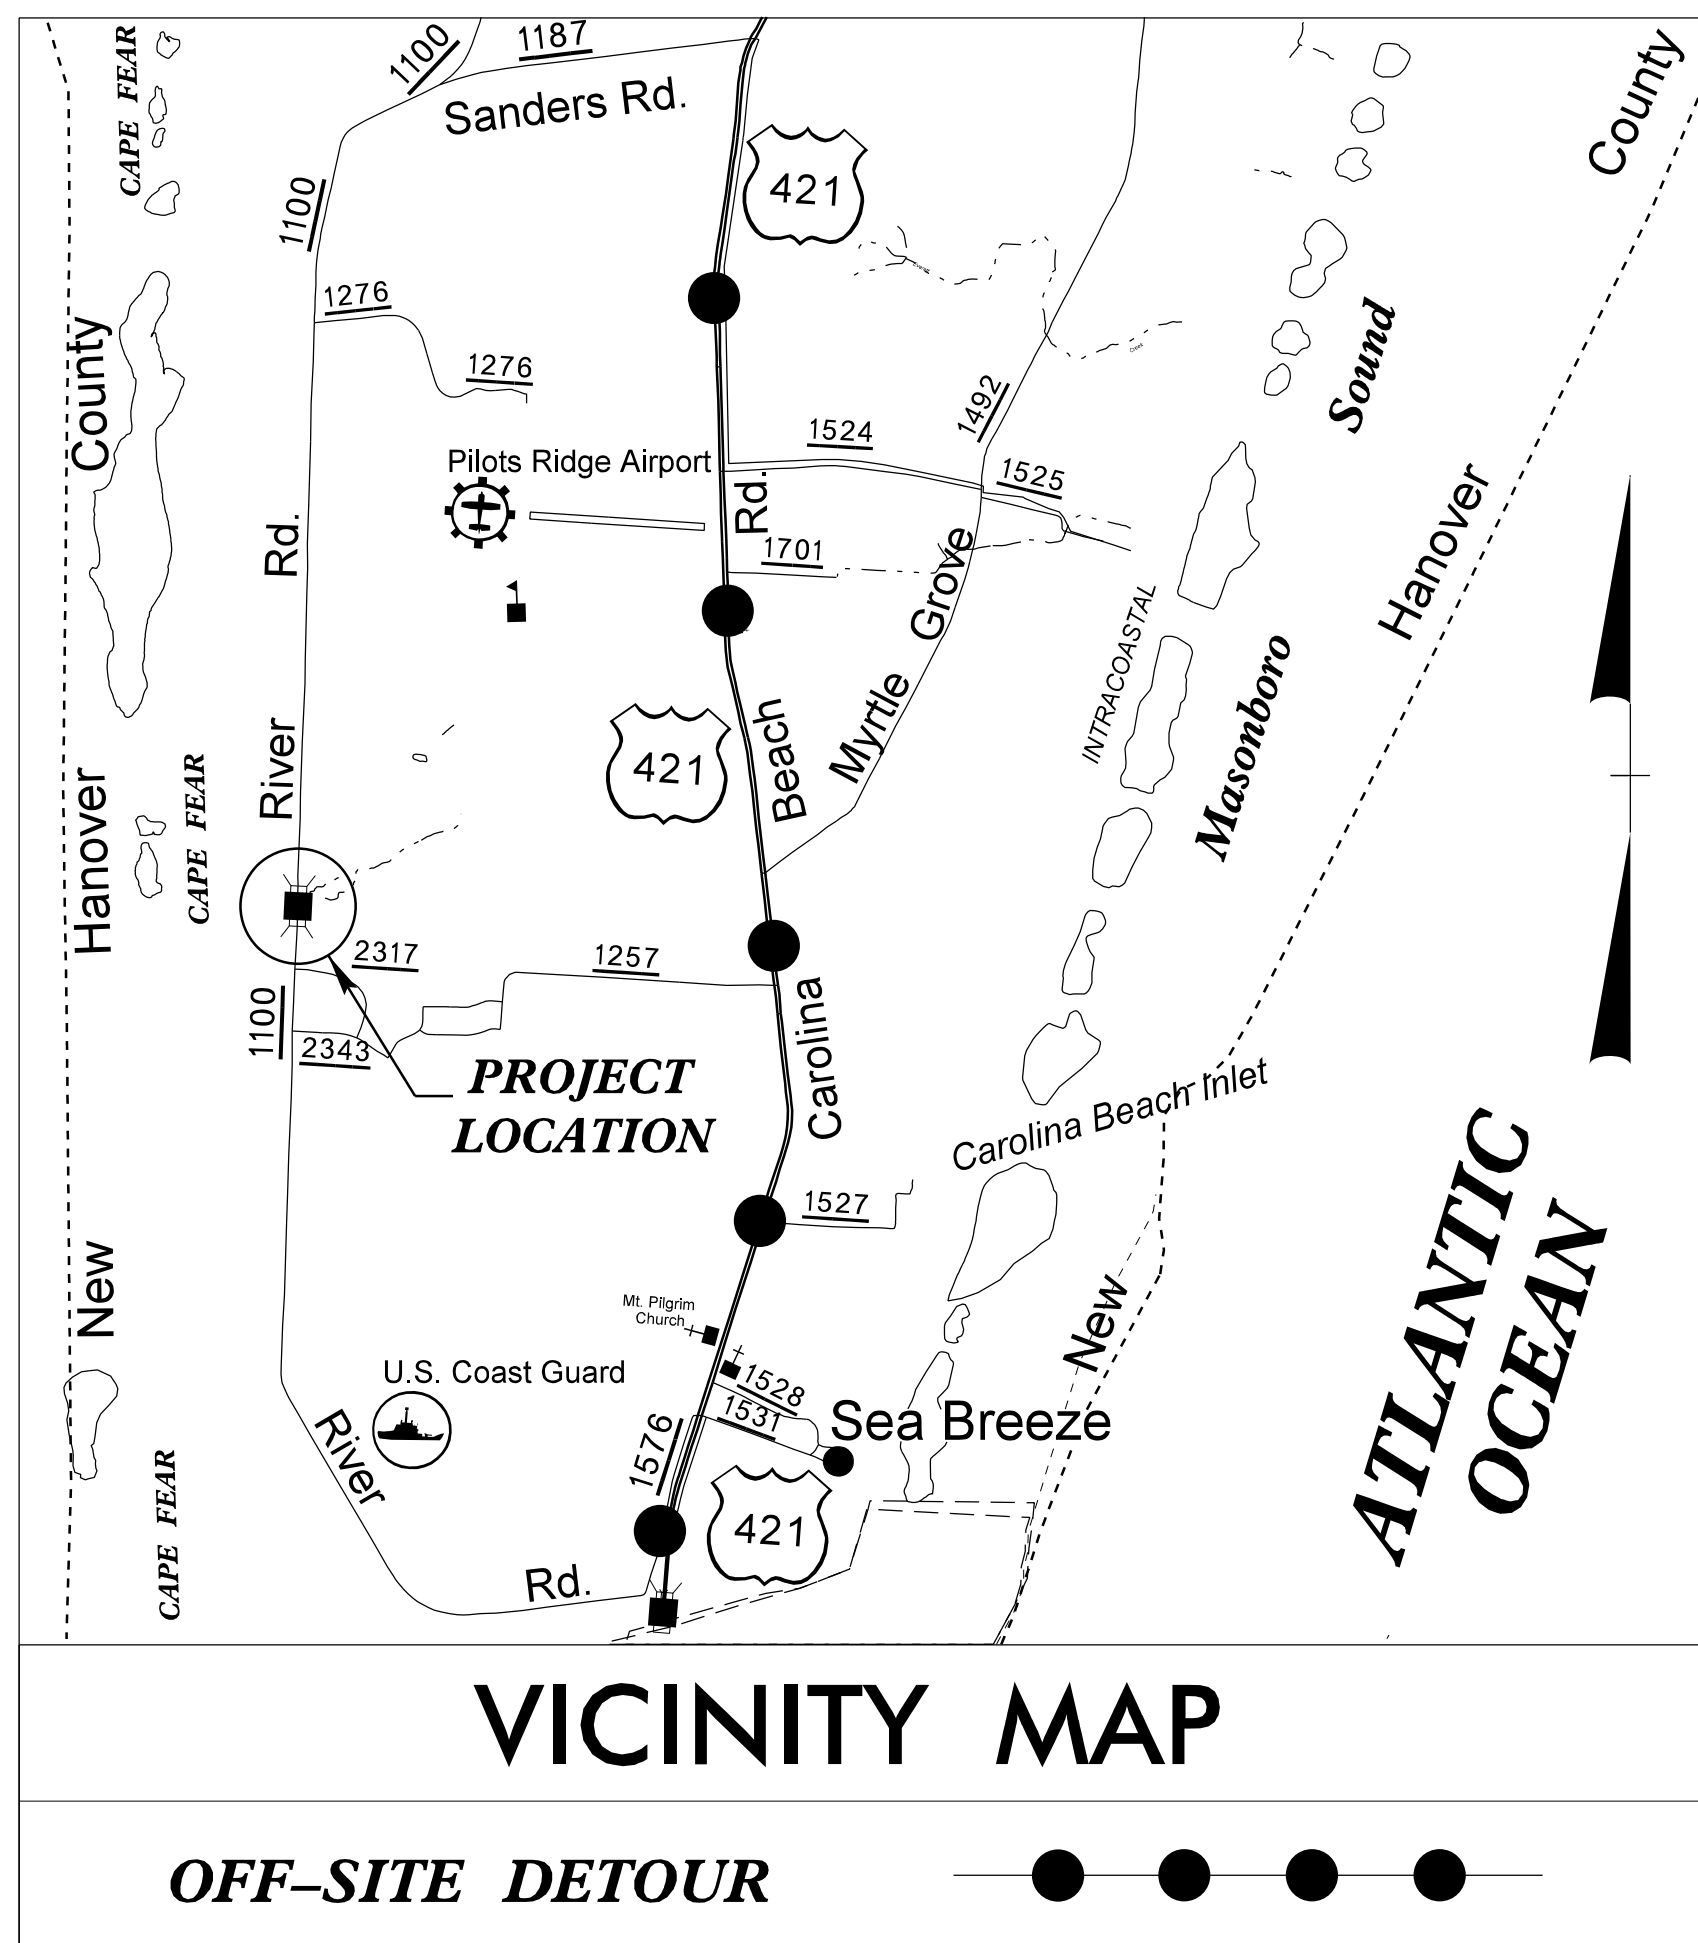 1100
1187
CAPE FEAR
Sanders Rd.
County
421
1100
1276
1276
County
Sound
1492
1524
1525
Pilots Ridge Airport
Rd.
1701
Rd.
Hanover
Grove
INTRACOASTAL
Myrtle
Masonboro
Beach
421
River
Hanover
CAPE FEAR
2317
1257
1100
2343
Carolina
PROJECT
LOCATION
Carolina Beach Inlet
1527
ATLANTIC
OCEAN
New
New
Mt. Pilgrim
Church
U.S. Coast Guard
1528
1531
Sea Breeze
1576
River
421
CAPE FEAR
Rd.
VICINITY MAP
OFF-SITE DETOUR